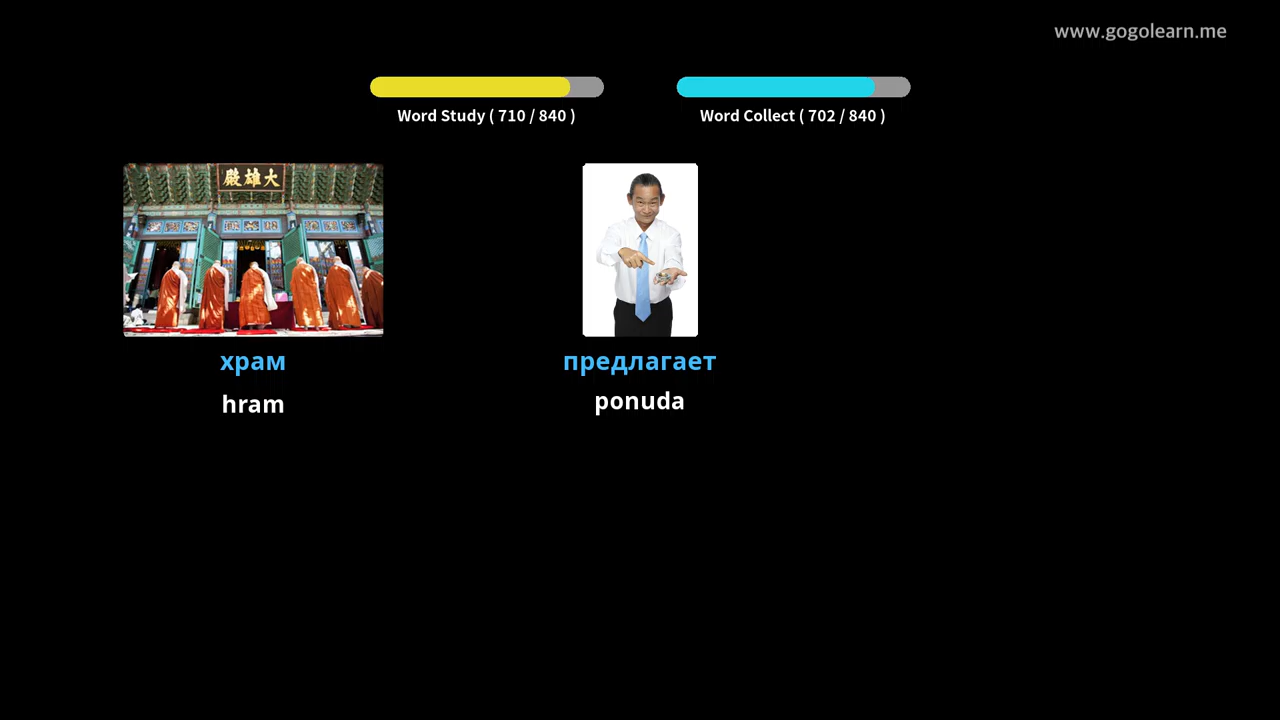 www.gogolearn.me
Word Study ( 710 / 840 )
Word Collect ( 702 / 840 )
殿雄大
храм
hram
предлагает
ponuda